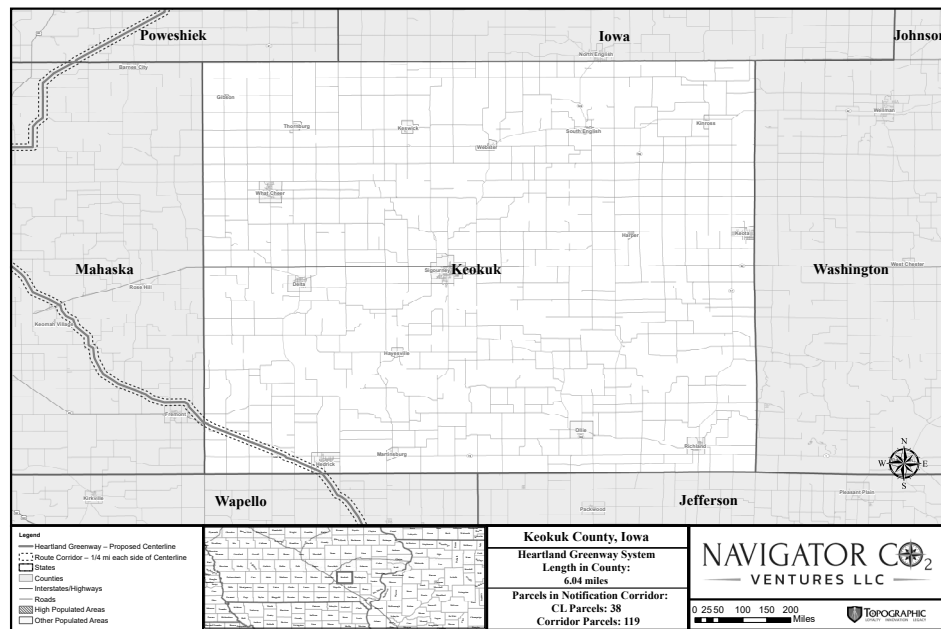 Poweshiek
Iowa
Johnson
North English
Barnes City
Gibson
Wellman
Thornburg
Keswick
South English
Kinross
Webster
What Cheer
Harper
Keota
Mahaska
Sigourney
Keokuk
Washington
West Chester
Rose Hill
Delta
Keomah Village
Hayesville
Fremont
Ollie
Richland
Martinsburg
Hedrick
N
W E
S
Kirkville
Wapello
Jefferson
Pleasant Plain
Packwood
Legend
Heartland Greenway – Proposed Centerline
Route Corridor – 1/4 mi each side of Centerline
States
Counties
Interstates/Highways
Roads
High Populated Areas
Other Populated Areas
Keokuk County, Iowa
Heartland Greenway System
Length in County:
6.04 miles
Parcels in Notification Corridor:
CL Parcels: 38
Corridor Parcels: 119
NAVIGATOR CO2
VENTURES LLC
0 25 50 100 150 200
Miles
TOPOGRAPHIC
LOYALTY INNOVATION LEGACY